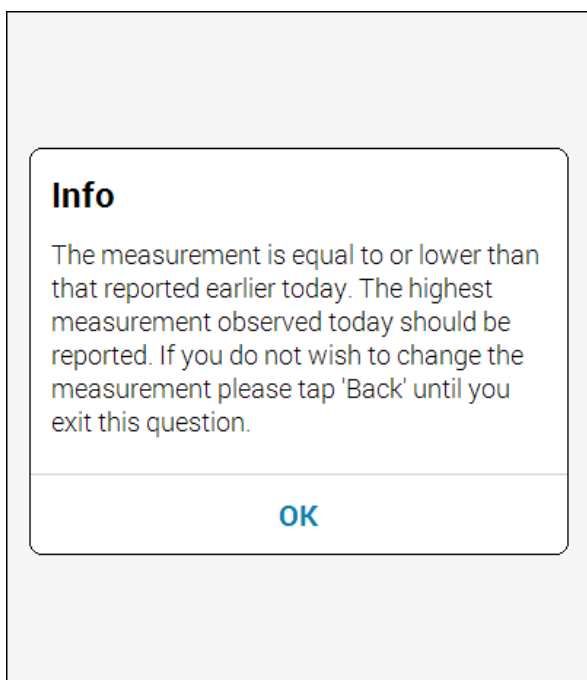 Info
The measurement is equal to or lower than
that reported earlier today. The highest
measurement observed today should be
reported. If you do not wish to change the
measurement please tap 'Back' until you
exit this question.
OK